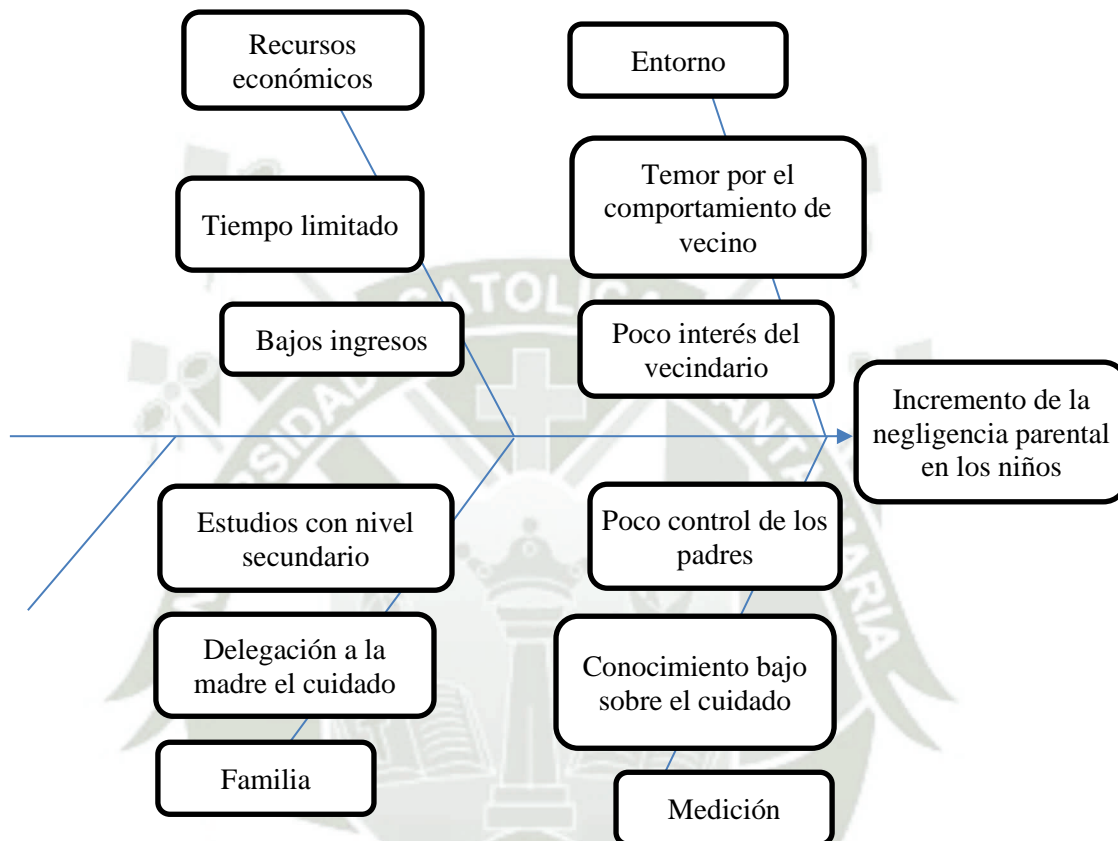 Recursos
económicos
Entorno
Temor por el
comportamiento de
vecino
Tiempo limitado
Bajos ingresos
Poco interés del
vecindario
Incremento de la
negligencia parental
en los niños
Estudios con nivel
secundario
Poco control de los
padres
Delegación a la
madre el cuidado
Conocimiento bajo
sobre el cuidado
Familia
Medición
CATOLICA